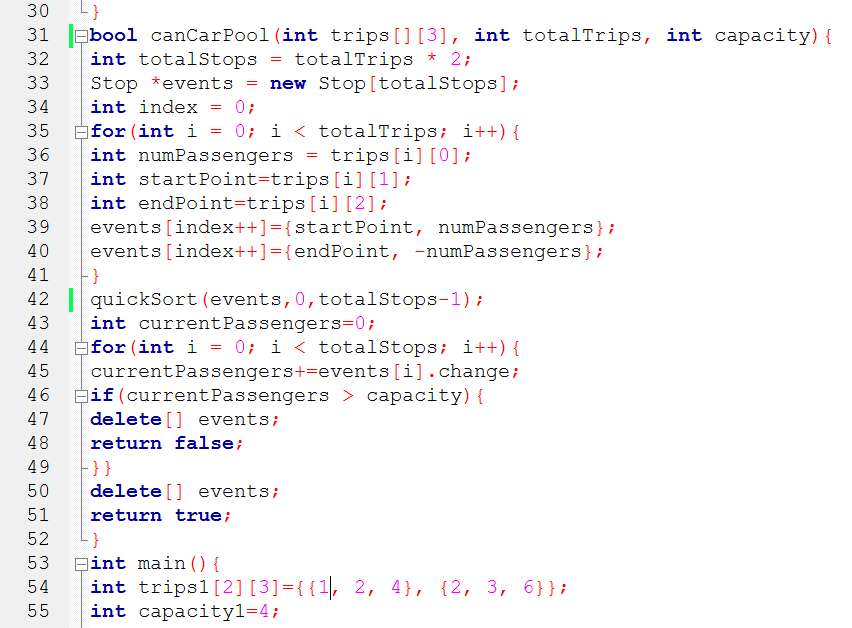 30 }
31 bool canCarPool(int trips[][3], int totalTrips, int capacity){
32 int totalStops = totalTrips * 2;
33 Stop *events = new Stop[totalStops];
34 int index = 0;
35 for(int i = 0; i < totalTrips; i++){
36 int numPassengers = trips[i][0];
37 int startPoint=trips[i][1];
38 int endPoint=trips[i][2];
39 events[index++]={startPoint, numPassengers};
40 events[index++]={endPoint, -numPassengers};
41 }
42 quickSort(events,0,totalStops-1);
43 int currentPassengers=0;
44 for(int i = 0; i < totalStops; i++){
45 currentPassengers+=events[i].change;
46 if(currentPassengers > capacity){
47 delete[] events;
48 return false;
49 }}
50 delete[] events;
51 return true;
52 }
53 int main(){
54 int trips1[2][3]={{1, 2, 4}, {2, 3, 6}};
55 int capacity1=4;